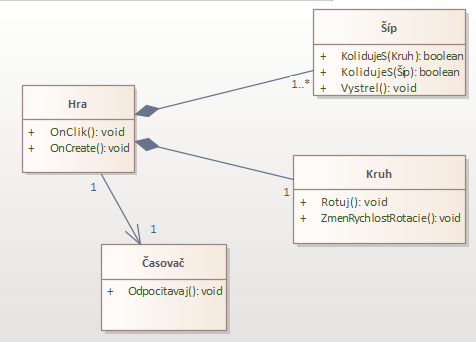 Šíp
+ KolidujeS(Kruh): boolean
+ KolidujeS(Šíp): boolean
+ Vystrel(): void
1..*
Hra
+ OnClik(): void
+ OnCreate(): void
Kruh
+ Rotuj(): void
+ ZmenRychlostRotacie(): void
1
1
1
Časovač
+ Odpocitavaj(): void